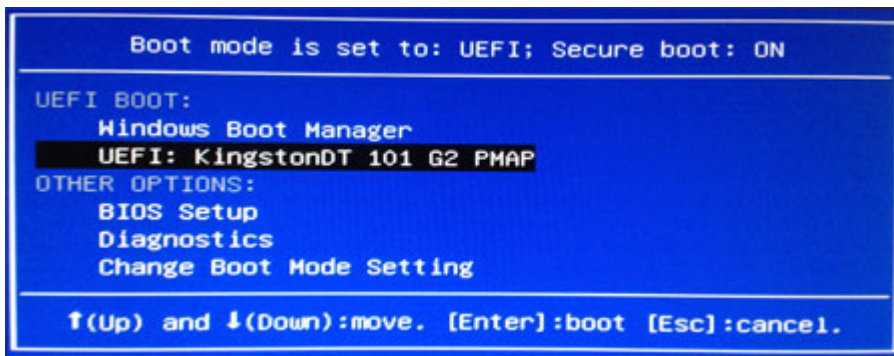 Boot mode is set to: UEFI; Secure boot: ON
UEFI BOOT:
Windows Boot Manager
UEFI: KingstonDT 101 G2 PMAP
OTHER OPTIONS:
BIOS Setup
Diagnostics
Change Boot Mode Setting
↑(Up) and ↓(Down):move. [Enter]:boot [Esc]:cancel.